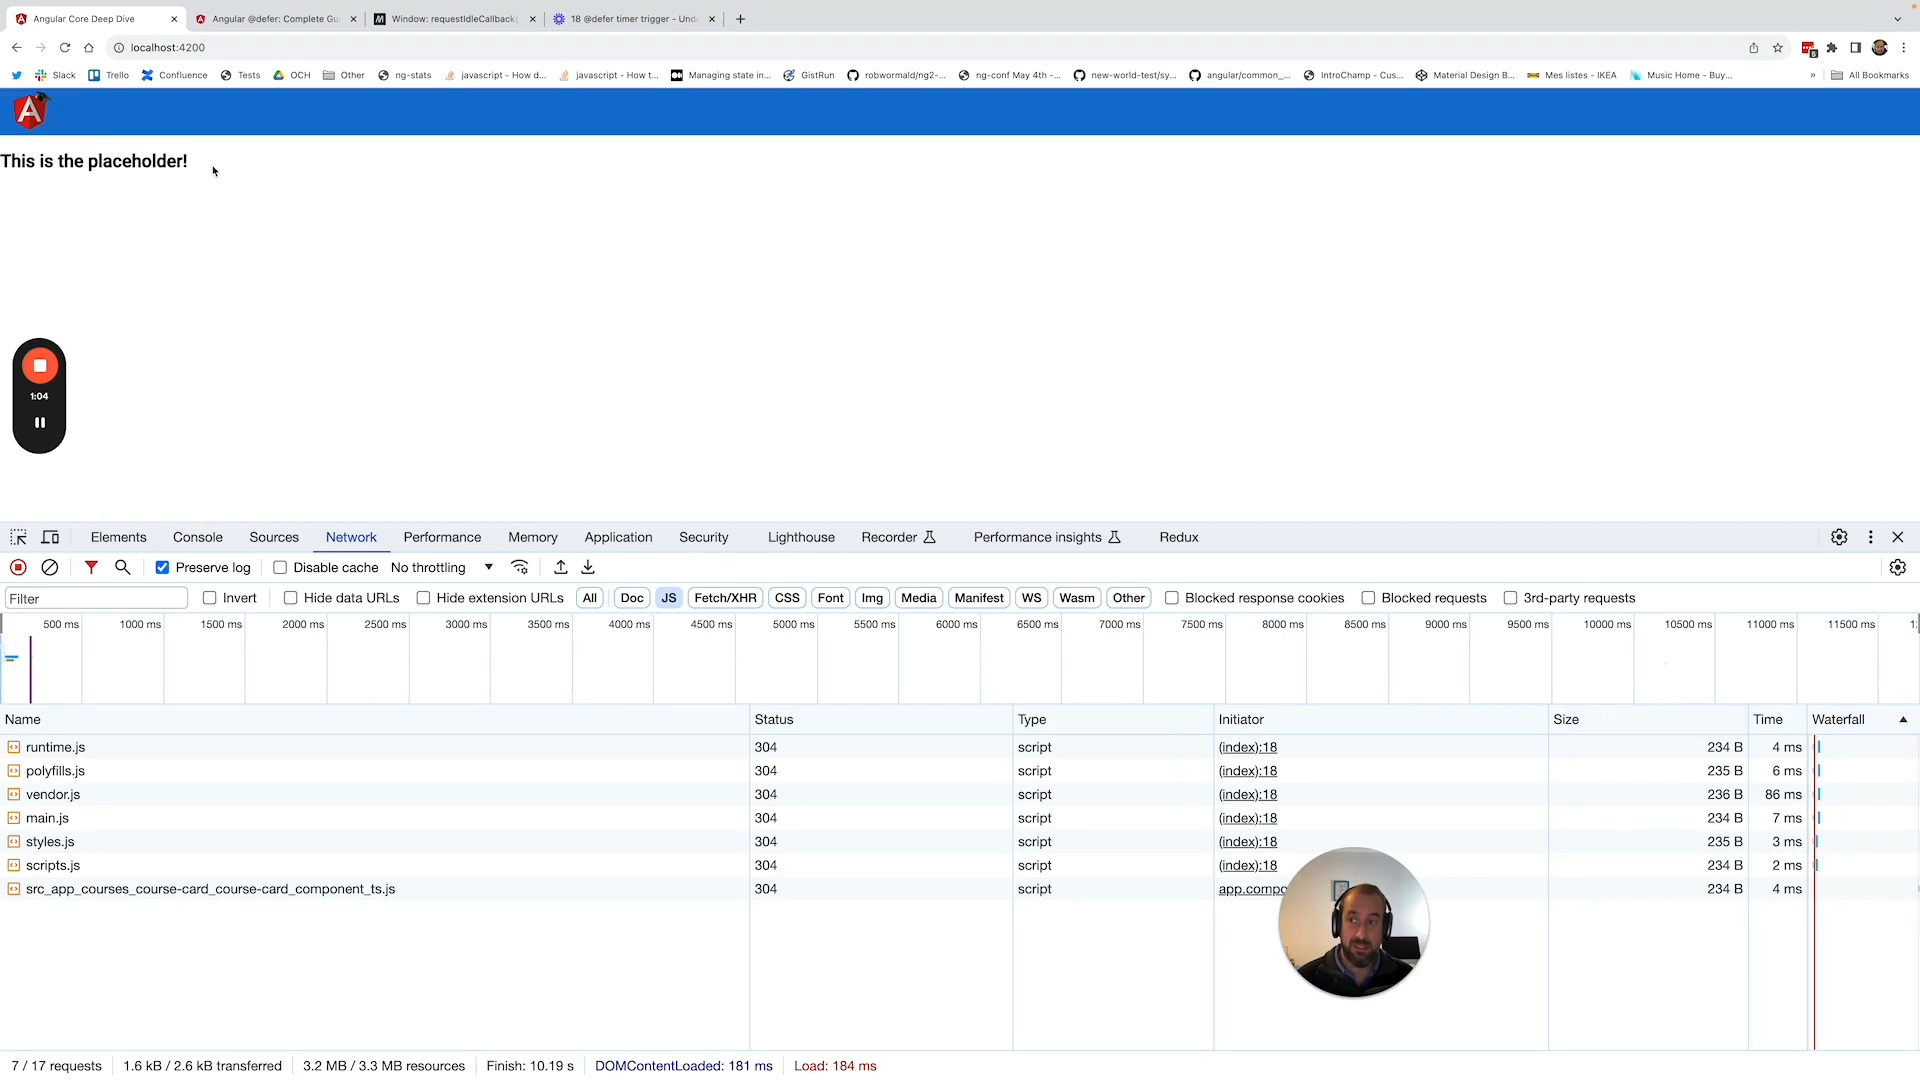 Angular Core Deep Dive
Angular @defer: Complete Gu
Window: requestIdleCallback(
18 @defer timer trigger - Und
localhost:4200
Slack
Trello
Confluence
Tests
OCH
Other
ng-stats
javascript - How d...
javascript - How t...
Managing state in...
GistRun
robwormald/ng2-...
ng-conf May 4th -...
new-world-test/sy...
angular/common_...
IntroChamp - Cus...
Material Design B...
Mes listes - IKEA
Music Home - Buy...
»
All Bookmarks
This is the placeholder!
1:04
Elements
Console
Sources
Network
Performance
Memory
Application
Security
Lighthouse
Recorder
Performance insights
Redux
Preserve log
Disable cache
No throttling
Filter
Invert
Hide data URLs
Hide extension URLs
All
Doc
JS
Fetch/XHR
CSS
Font
Img
Media
Manifest
WS
Wasm
Other
Blocked response cookies
Blocked requests
3rd-party requests
500 ms
1000 ms
1500 ms
2000 ms
2500 ms
3000 ms
3500 ms
4000 ms
4500 ms
5000 ms
5500 ms
6000 ms
6500 ms
7000 ms
7500 ms
8000 ms
8500 ms
9000 ms
9500 ms
10000 ms
10500 ms
11000 ms
11500 ms
Name Status Type Initiator Size Time Waterfall
runtime.js 304 script (index):18 234 B 4 ms
polyfills.js 304 script (index):18 235 B 6 ms
vendor.js 304 script (index):18 236 B 86 ms
main.js 304 script (index):18 234 B 7 ms
styles.js 304 script (index):18 235 B 3 ms
scripts.js 304 script (index):18 234 B 2 ms
src_app_courses_course-card_course-card_component_ts.js 304 script app.compo 234 B 4 ms
7 / 17 requests
1.6 kB / 2.6 kB transferred
3.2 MB / 3.3 MB resources
Finish: 10.19 s
DOMContentLoaded: 181 ms
Load: 184 ms